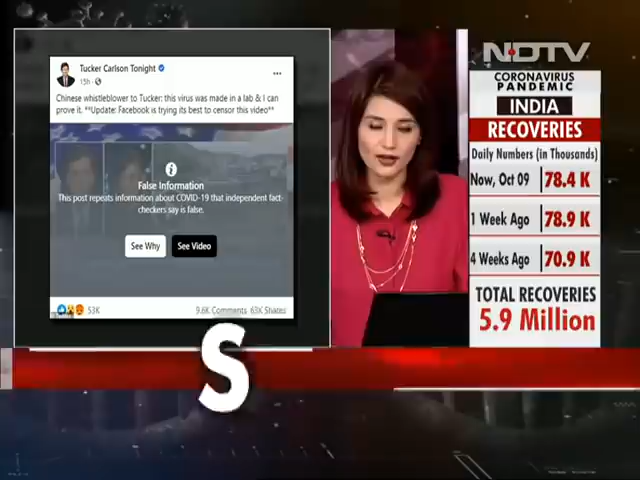 Tucker Carlson Tonight
15h
Chinese whistleblower to Tucker: this virus was made in a lab & I can
prove it. **Update: Facebook is trying its best to censor this video**
False Information
This post repeats information about COVID-19 that independent fact-
checkers say is false.
See Why
See Video
53K
9.6K Comments 63K Shares
S
NDTV
CORONAVIRUS
PANDEMIC
INDIA
RECOVERIES
Daily Numbers (in Thousands)
Now, Oct 09 78.4 K
1 Week Ago 78.9 K
4 Weeks Ago 70.9 K
TOTAL RECOVERIES
5.9 Million